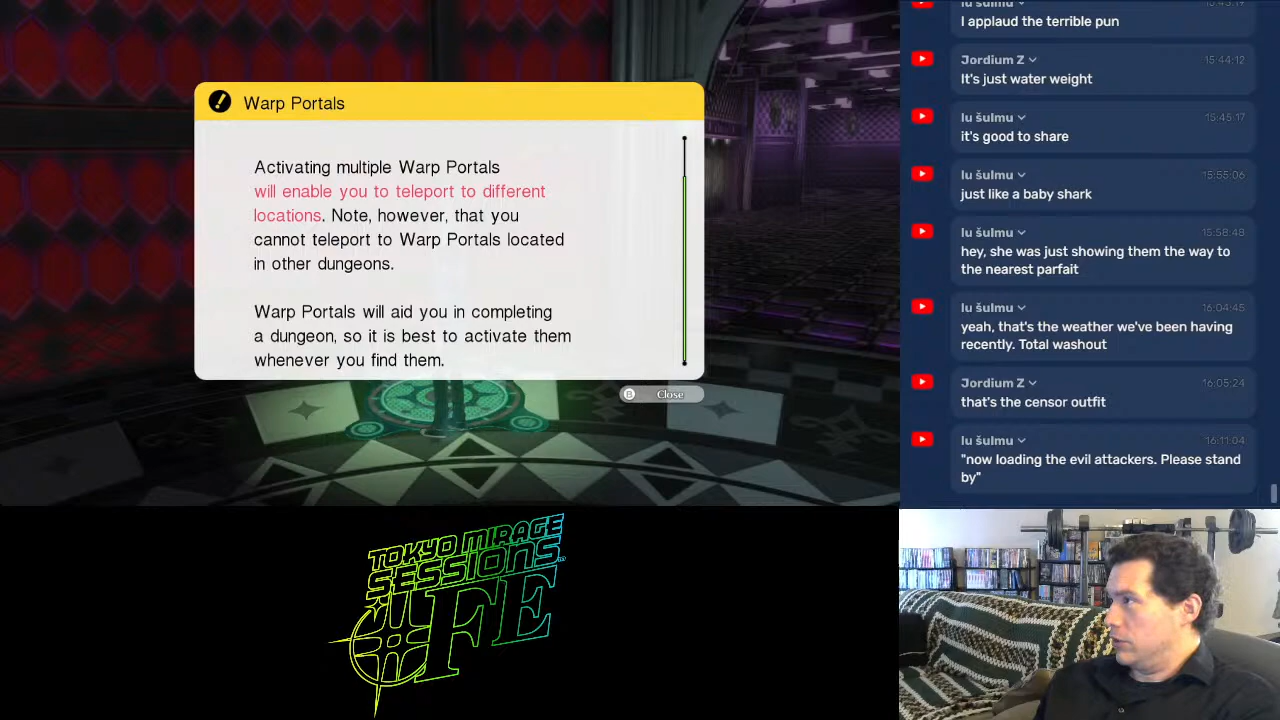 Warp Portals
Activating multiple Warp Portals
will enable you to teleport to different
locations. Note, however, that you
cannot teleport to Warp Portals located
in other dungeons.
Warp Portals will aid you in completing
a dungeon, so it is best to activate them
whenever you find them.
B Close
I applaud the terrible pun
Jordium Z 15:44:12
It's just water weight
lu šulmu 15:45:17
it's good to share
lu šulmu 15:55:06
just like a baby shark
lu šulmu 15:58:48
hey, she was just showing them the way to
the nearest parfait
lu šulmu 16:04:45
yeah, that's the weather we've been having
recently. Total washout
Jordium Z 16:05:24
that's the censor outfit
lu šulmu 16:11:04
"now loading the evil attackers. Please stand
by"
TOKYO MIRAGE
SESSIONS
#FE